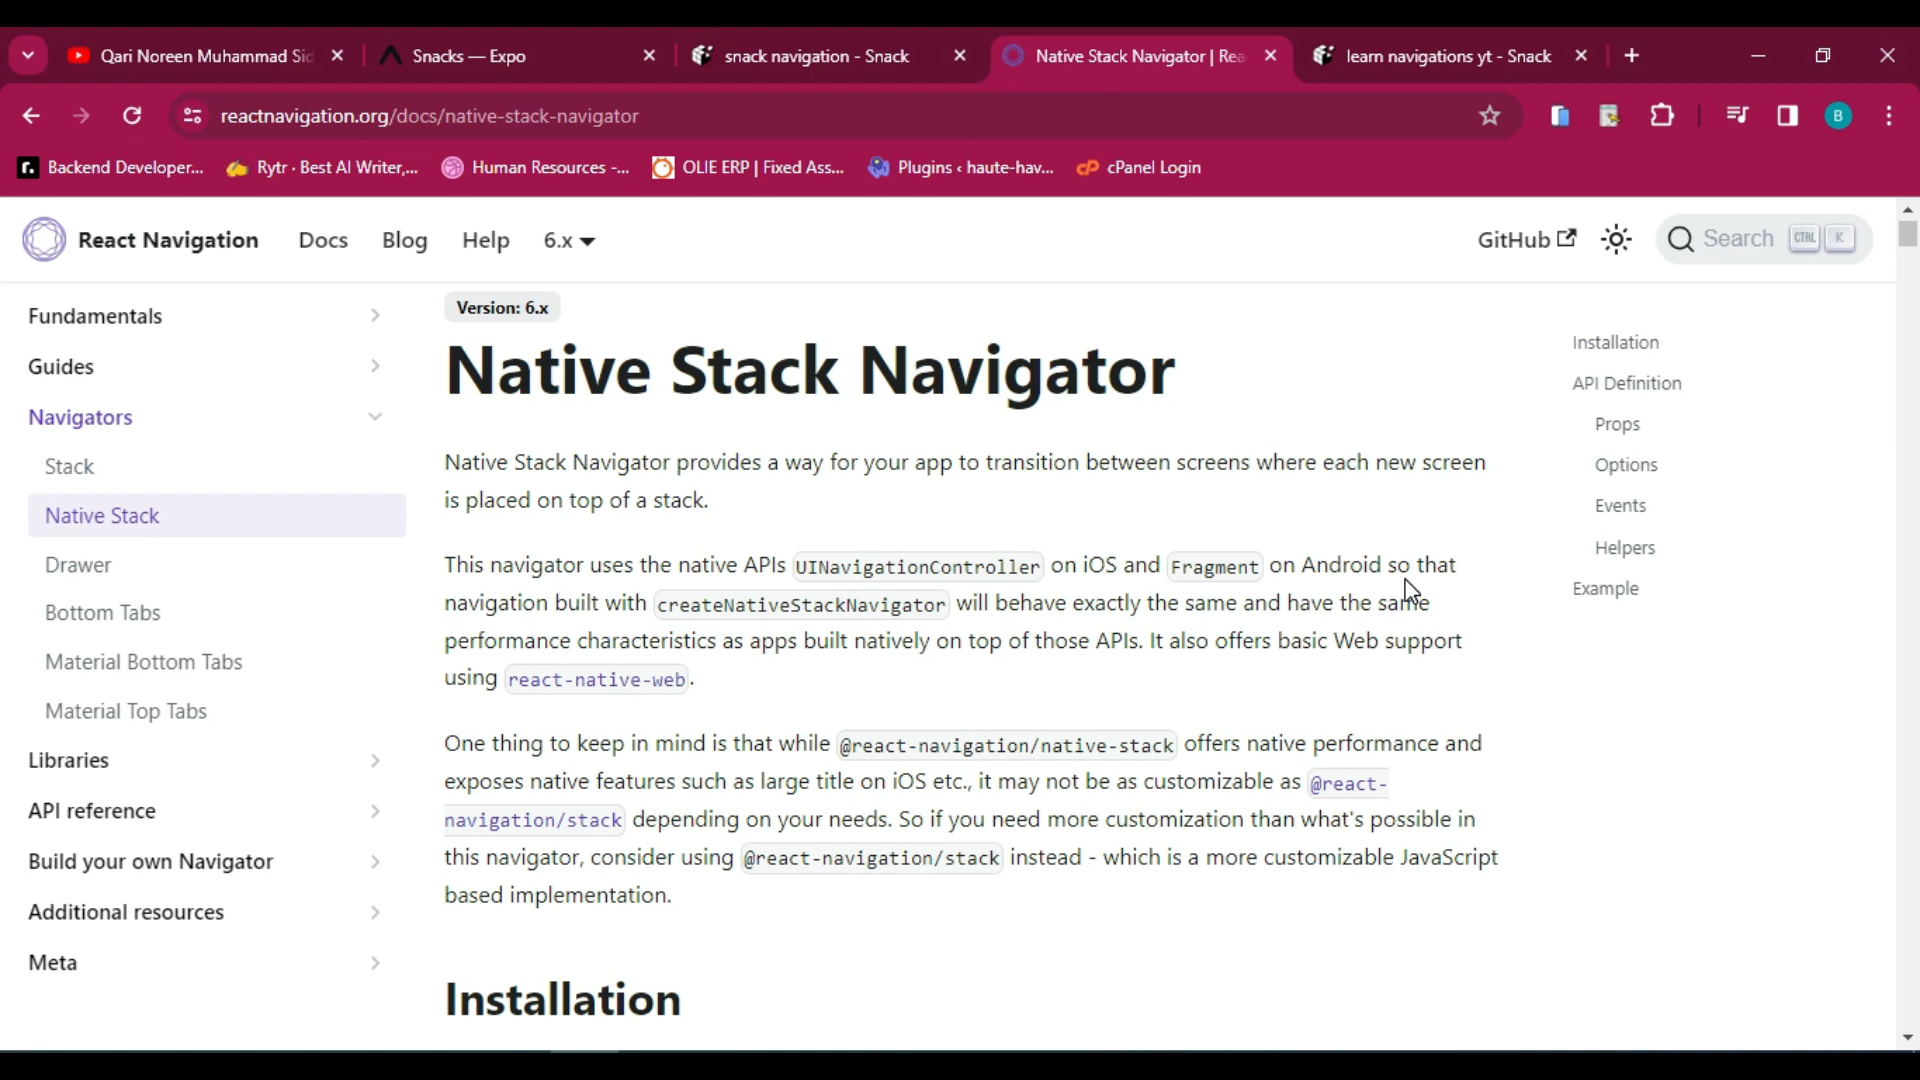 Qari Noreen Muhammad Sid
Snacks — Expo
snack navigation - Snack
Native Stack Navigator | Rea
learn navigations yt - Snack
reactnavigation.org/docs/native-stack-navigator
B
Backend Developer...
Rytr · Best AI Writer,...
Human Resources -...
OLIE ERP | Fixed Ass...
Plugins ‹ haute-hav...
cPanel Login
React Navigation
Docs
Blog
Help
6.x
GitHub
Search
CTRL
K
Fundamentals
Guides
Navigators
Stack
Native Stack
Drawer
Bottom Tabs
Material Bottom Tabs
Material Top Tabs
Libraries
API reference
Build your own Navigator
Additional resources
Meta
Version: 6.x
Native Stack Navigator
Native Stack Navigator provides a way for your app to transition between screens where each new screen
is placed on top of a stack.
This navigator uses the native APIs UINavigationController on iOS and Fragment on Android so that
navigation built with createNativeStackNavigator will behave exactly the same and have the same
performance characteristics as apps built natively on top of those APIs. It also offers basic Web support
using react-native-web.
One thing to keep in mind is that while @react-navigation/native-stack offers native performance and
exposes native features such as large title on iOS etc., it may not be as customizable as @react-
navigation/stack depending on your needs. So if you need more customization than what's possible in
this navigator, consider using @react-navigation/stack instead - which is a more customizable JavaScript
based implementation.
Installation
Installation
API Definition
Props
Options
Events
Helpers
Example